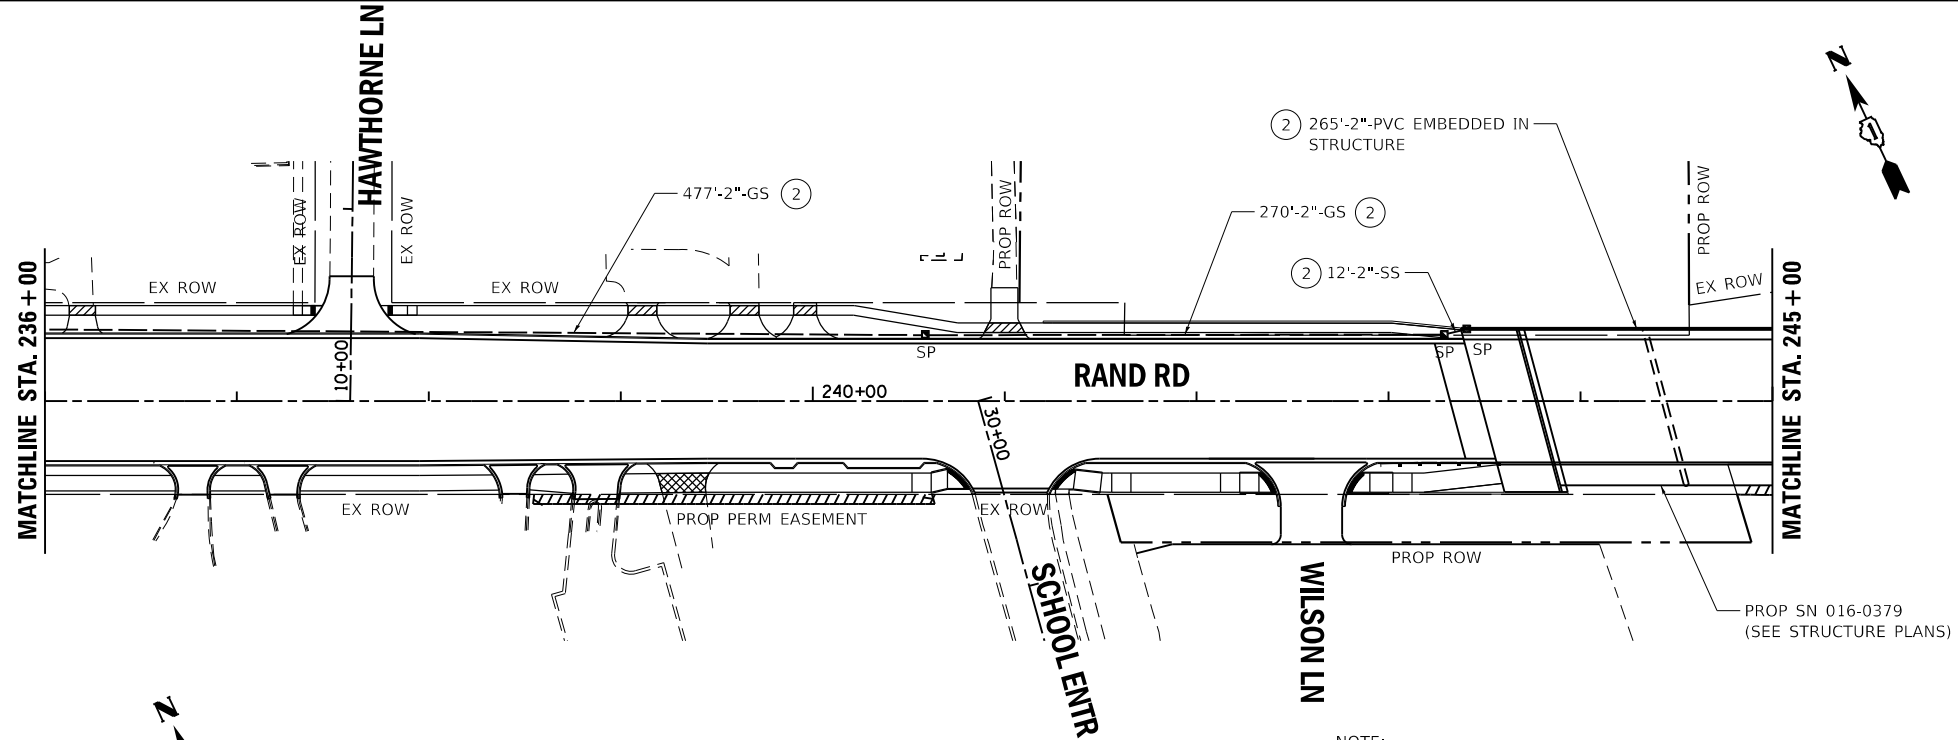 HAWTHORNE LN
N
2 265'-2"-PVC EMBEDDED IN
STRUCTURE
477'-2"-GS 2
270'-2"-GS 2
2 12'-2"-SS
EX ROW
EX ROW
PROP ROW
PROP ROW
EX ROW
EX ROW
EX ROW
MATCHLINE STA. 236+00
MATCHLINE STA. 245+00
SP
SP
SP
10+00
RAND RD
240+00
30+00
EX ROW
PROP PERM EASEMENT
EX ROW
PROP ROW
SCHOOL ENTR
WILSON LN
PROP SN 016-0379
(SEE STRUCTURE PLANS)
N
NOTE: